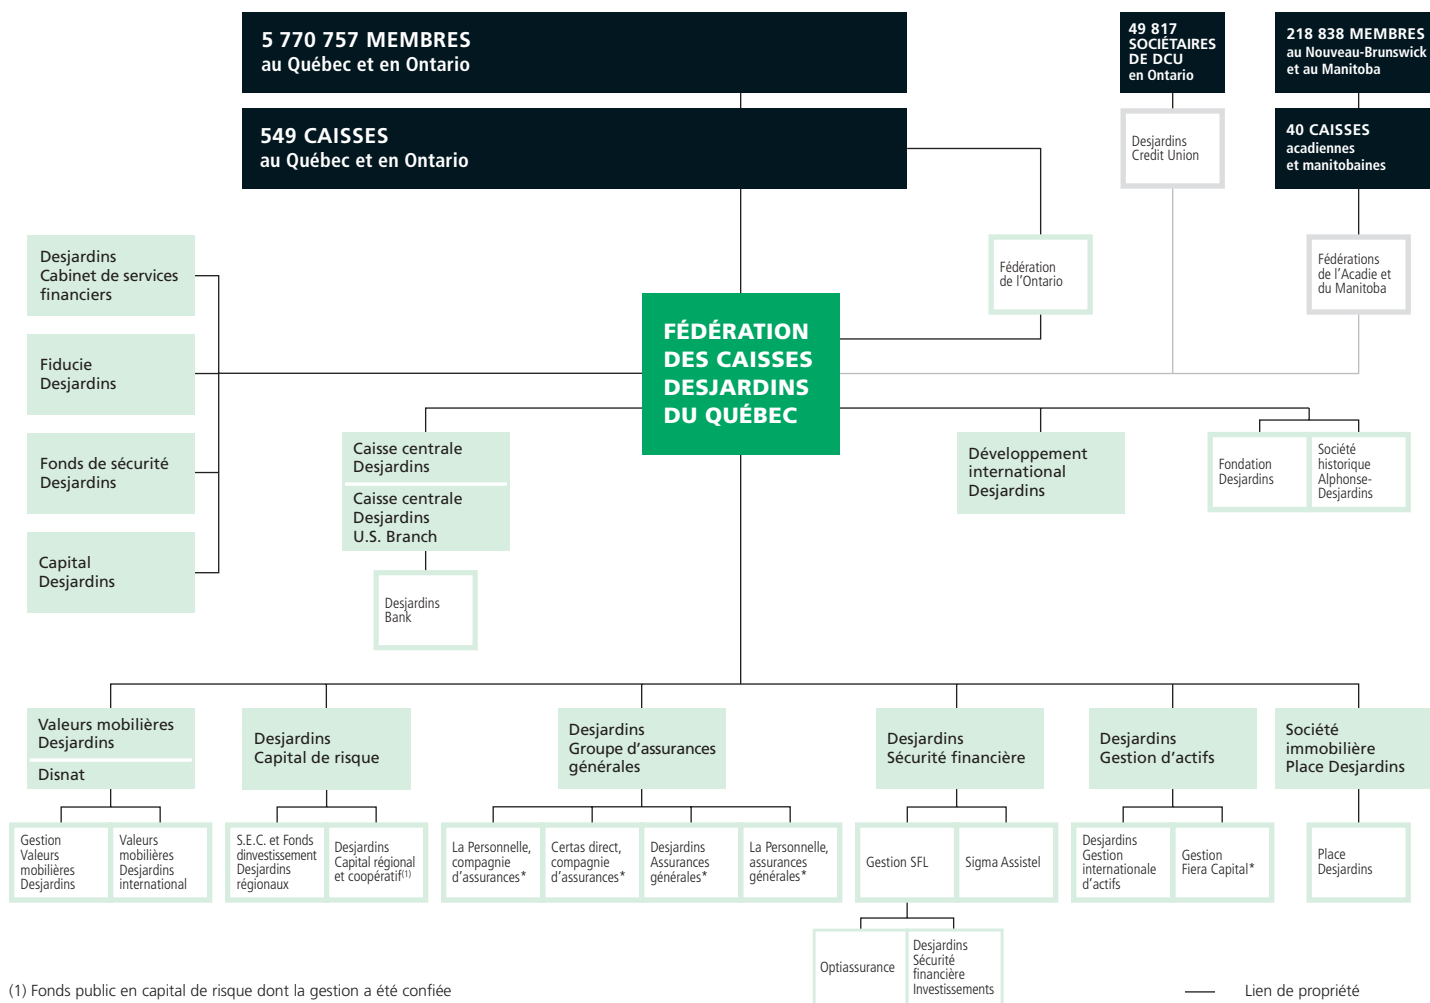 5 770 757 MEMBRES
au Québec et en Ontario
49 817
SOCIÉTAIRES
DE DCU
en Ontario
218 838 MEMBRES
au Nouveau-Brunswick
et au Manitoba
549 CAISSES
au Québec et en Ontario
Desjardins
Credit Union
40 CAISSES
acadiennes
et manitobaines
Desjardins
Cabinet de services
financiers
Fédération
de l'Ontario
Fédérations
de l'Acadie et
du Manitoba
Fiducie
Desjardins
FÉDÉRATION
DES CAISSES
DESJARDINS
DU QUÉBEC
Fonds de sécurité
Desjardins
Capital
Desjardins
Caisse centrale
Desjardins
Caisse centrale
Desjardins
U.S. Branch
Desjardins
Bank
Développement
international
Desjardins
Fondation
Desjardins
Société
historique
Alphonse-
Desjardins
Valeurs mobilières
Desjardins
Disnat
Desjardins
Capital de risque
Desjardins
Groupe d'assurances
générales
Desjardins
Sécurité financière
Desjardins
Gestion d'actifs
Société
immobilière
Place Desjardins
Gestion
Valeurs
mobilières
Desjardins
Valeurs
mobilières
Desjardins
international
S.E.C. et Fonds
dinvestissement
Desjardins
régionaux
Desjardins
Capital régional
et coopératif(1)
La Personnelle,
compagnie
d'assurances*
Certas direct,
compagnie
d'assurances*
Desjardins
Assurances
générales*
La Personnelle,
assurances
générales*
Gestion SFL
Sigma Assistel
Desjardins
Gestion
internationale
d'actifs
Gestion
Fiera Capital*
Place
Desjardins
Optiassurance
Desjardins
Sécurité
financière
Investissements
(1) Fonds public en capital de risque dont la gestion a été confiée
Lien de propriété